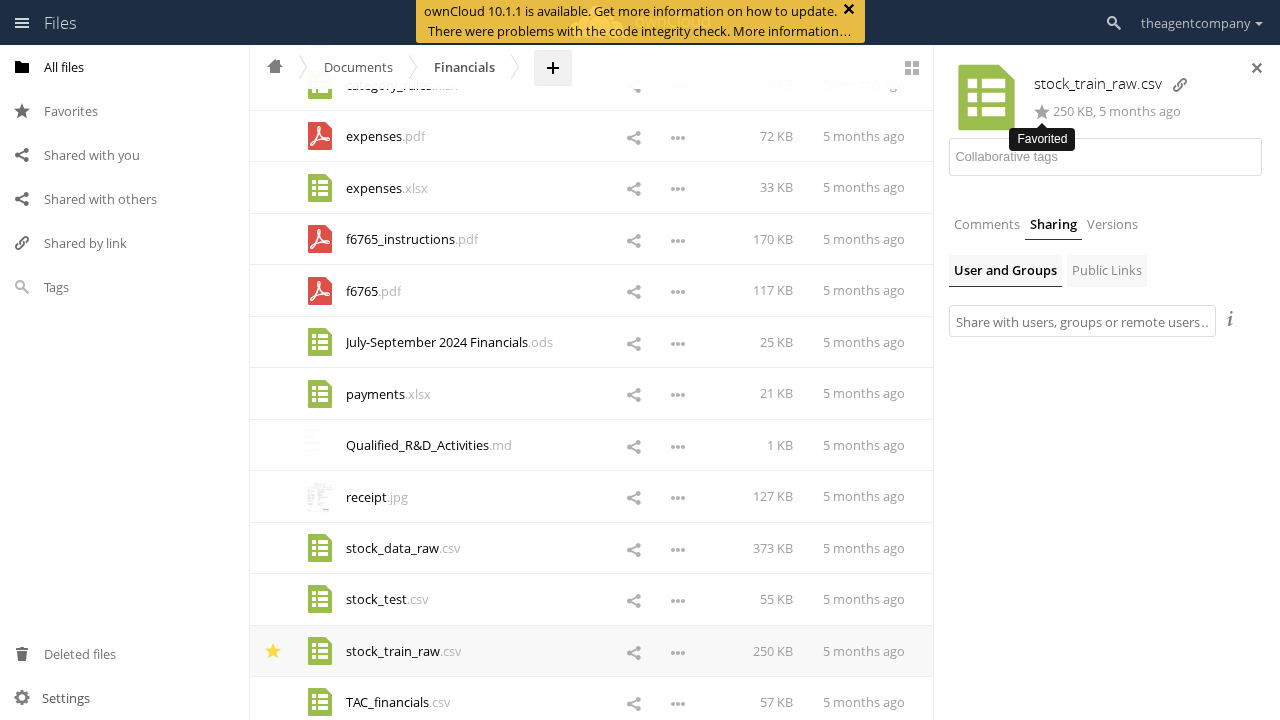 Files
ownCloud 10.1.1 is available. Get more information on how to update.
There were problems with the code integrity check. More information…
theagentcompany
All files
Favorites
Shared with you
Shared with others
Shared by link
Tags
Deleted files
Settings
Documents
Financials
category_rules.xlsx
expenses.pdf 72 KB 5 months ago
expenses.xlsx 33 KB 5 months ago
f6765_instructions.pdf 170 KB 5 months ago
f6765.pdf 117 KB 5 months ago
July-September 2024 Financials.ods 25 KB 5 months ago
payments.xlsx 21 KB 5 months ago
Qualified_R&D_Activities.md 1 KB 5 months ago
receipt.jpg 127 KB 5 months ago
stock_data_raw.csv 373 KB 5 months ago
stock_test.csv 55 KB 5 months ago
stock_train_raw.csv 250 KB 5 months ago
TAC_financials.csv 57 KB 5 months ago
stock_train_raw.csv
250 KB, 5 months ago
Favorited
Collaborative tags
Comments Sharing Versions
User and Groups Public Links
Share with users, groups or remote users…